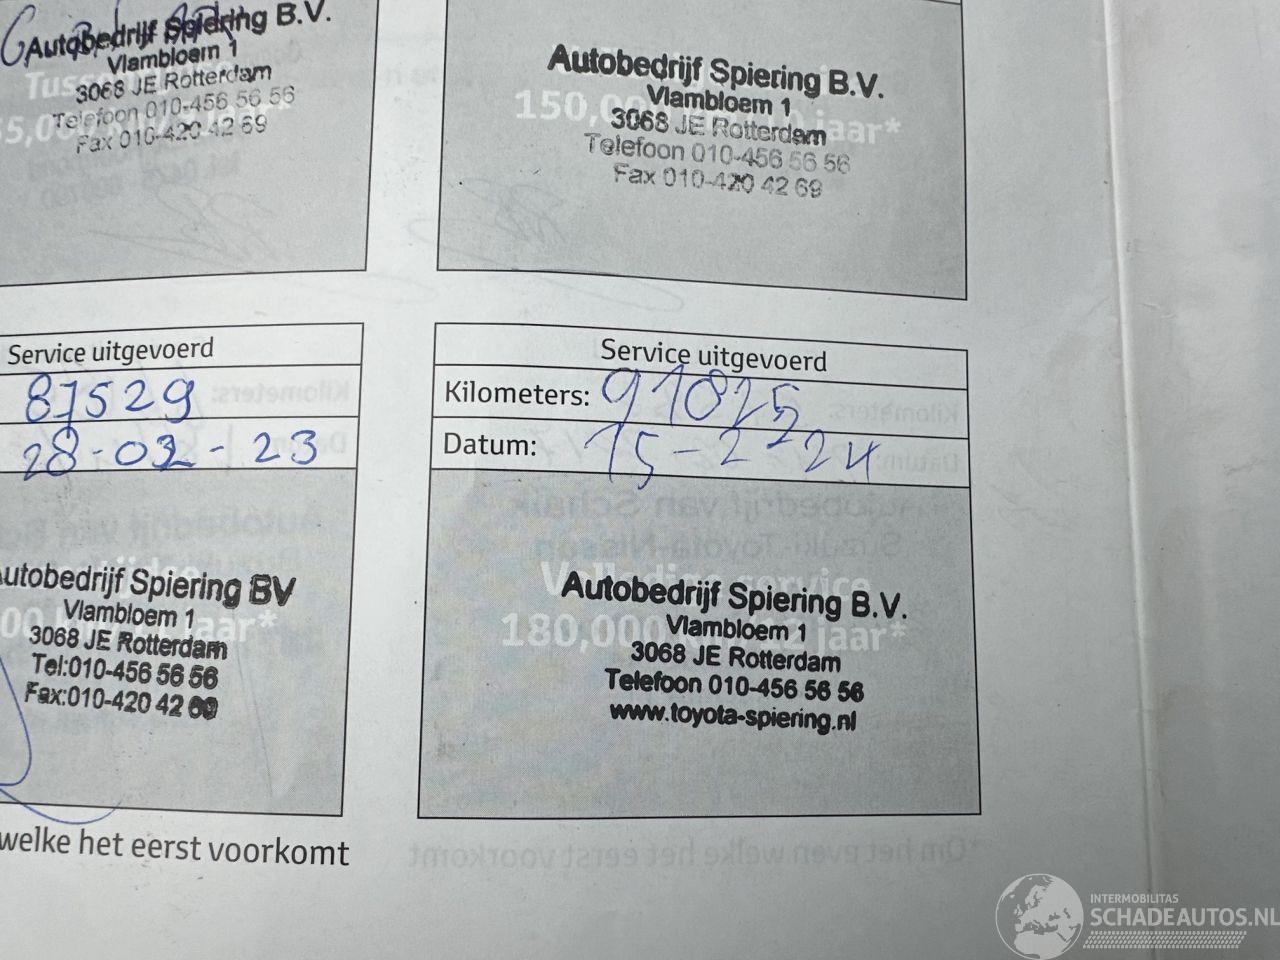 Autobedrijf Spiering B.V.
Vlambloem 1
3068 JE Rotterdam
Telefoon 010-456 56 56
Fax 010-420 42 69
Autobedrijf Spiering B.V.
Vlambloem 1
150,00 jaar*
3068 JE Rotterdam
Telefoon 010-456 56 56
Fax 010-420 42 69
Service uitgevoerd
87529
28-02-23
Autobedrijf Spiering BV
Vlambloem 1
3068 JE Rotterdam
Tel:010-456 56 56
Fax:010-420 42 69
welke het eerst voorkomt
Service uitgevoerd
Kilometers: 91825
Datum: 15-2-24
Volledige service
180,000 12 jaar*
Autobedrijf Spiering B.V.
Vlambloem 1
3068 JE Rotterdam
Telefoon 010-456 56 56
www.toyota-spiering.nl
INTERMOBILITAS
SCHADEAUTOS.NL